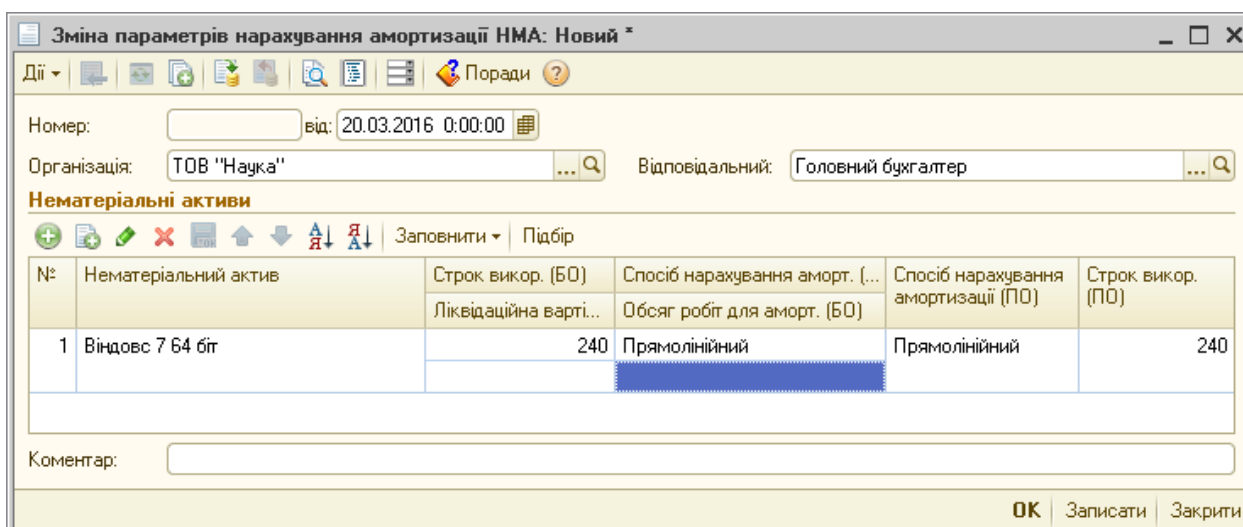 Зміна параметрів нарахування амортизації НМА: Новий *
Дії Поради
Номер: від: 20.03.2016 0:00:00
Організація: ТОВ "Наука" ... Відповідальний: Головний бухгалтер ...
Нематеріальні активи
Заповнити Підбір
№ Нематеріальний актив Строк викор. (БО) Спосіб нарахування аморт. (... Спосіб нарахування амортизації (ПО) Строк викор. (ПО)
Ліквідаційна варті... Обсяг робіт для аморт. (БО)
1 Віндовс 7 64 біт 240 Прямолінійний Прямолінійний 240
Коментар:
OK Записати Закрити